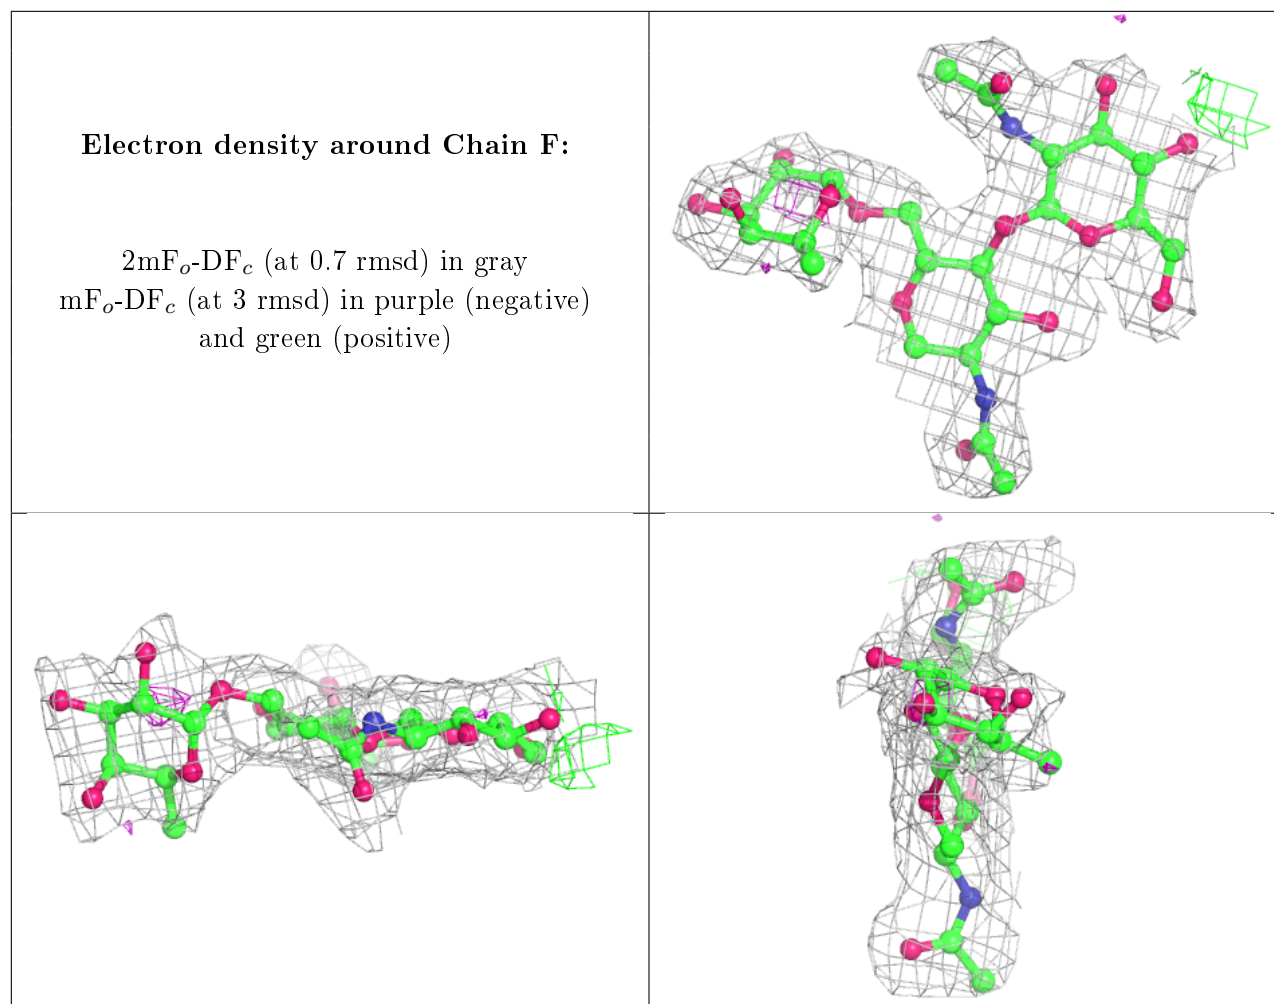 Electron density around Chain F:
2mFo-DFc (at 0.7 rmsd) in gray
mFo-DFc (at 3 rmsd) in purple (negative)
and green (positive)